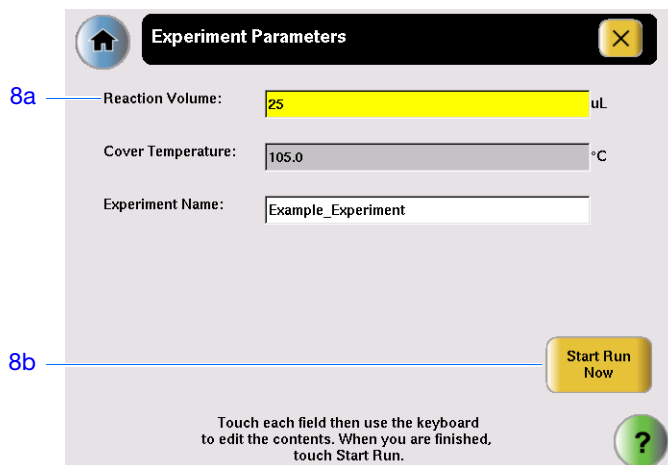 Experiment Parameters
8a
Reaction Volume:
25
uL
Cover Temperature:
105.0
°C
Experiment Name:
Example_Experiment
8b
Start Run
Now
Touch each field then use the keyboard
to edit the contents. When you are finished,
touch Start Run.
?